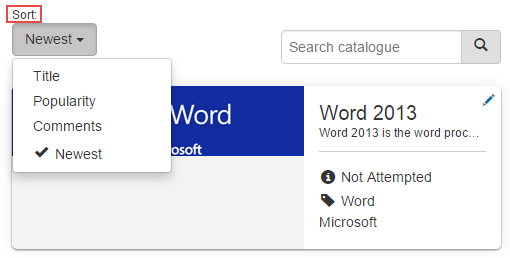 Sort:
Newest
Search catalogue
Title
Popularity
Comments
Newest
Word
rosoft
Word 2013
Word 2013 is the word proc...
Not Attempted
Word
Microsoft